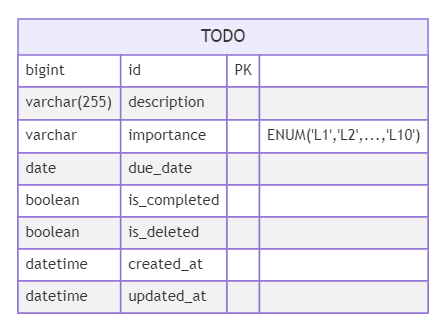 TODO
bigint id PK
varchar(255) description
varchar importance ENUM('L1','L2',...,'L10')
date due_date
boolean is_completed
boolean is_deleted
datetime created_at
datetime updated_at